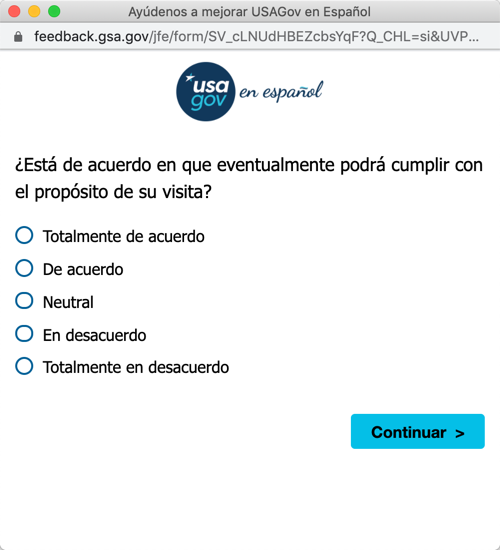 Ayúdenos a mejorar USAGov en Español
feedback.gsa.gov/jfe/form/SV_cLNUdHBEZcbsYqF?Q_CHL=si&UVP...
usa
gov
en español
¿Está de acuerdo en que eventualmente podrá cumplir con
el propósito de su visita?
Totalmente de acuerdo
De acuerdo
Neutral
En desacuerdo
Totalmente en desacuerdo
Continuar >